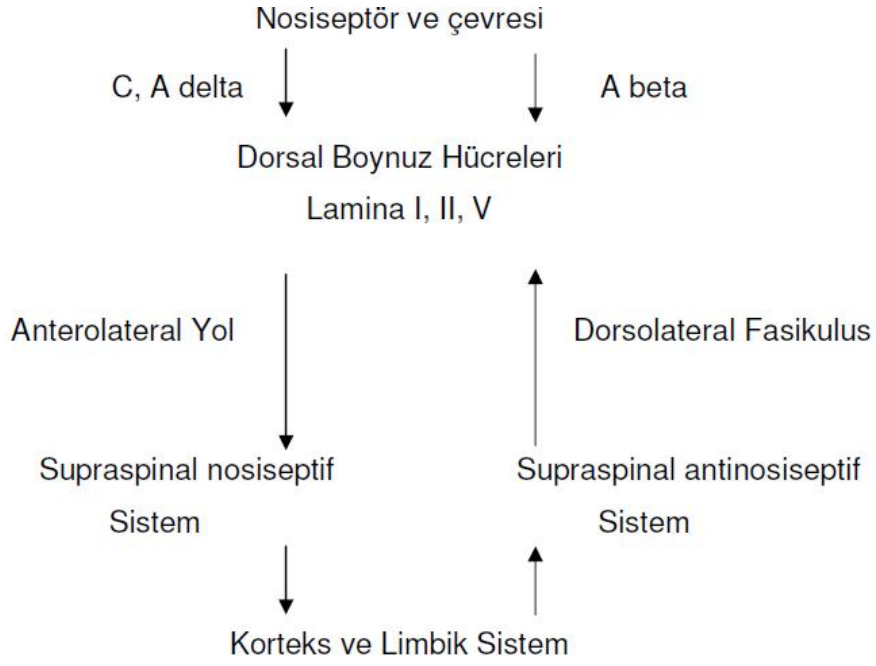 Nosiseptör ve çevresi
C, A delta
A beta
Dorsal Boynuz Hücreleri
Lamina I, II, V
Anterolateral Yol
Dorsolateral Fasikulus
Supraspinal nosiseptif
Sistem
Supraspinal antinosiseptif
Sistem
Korteks ve Limbik Sistem